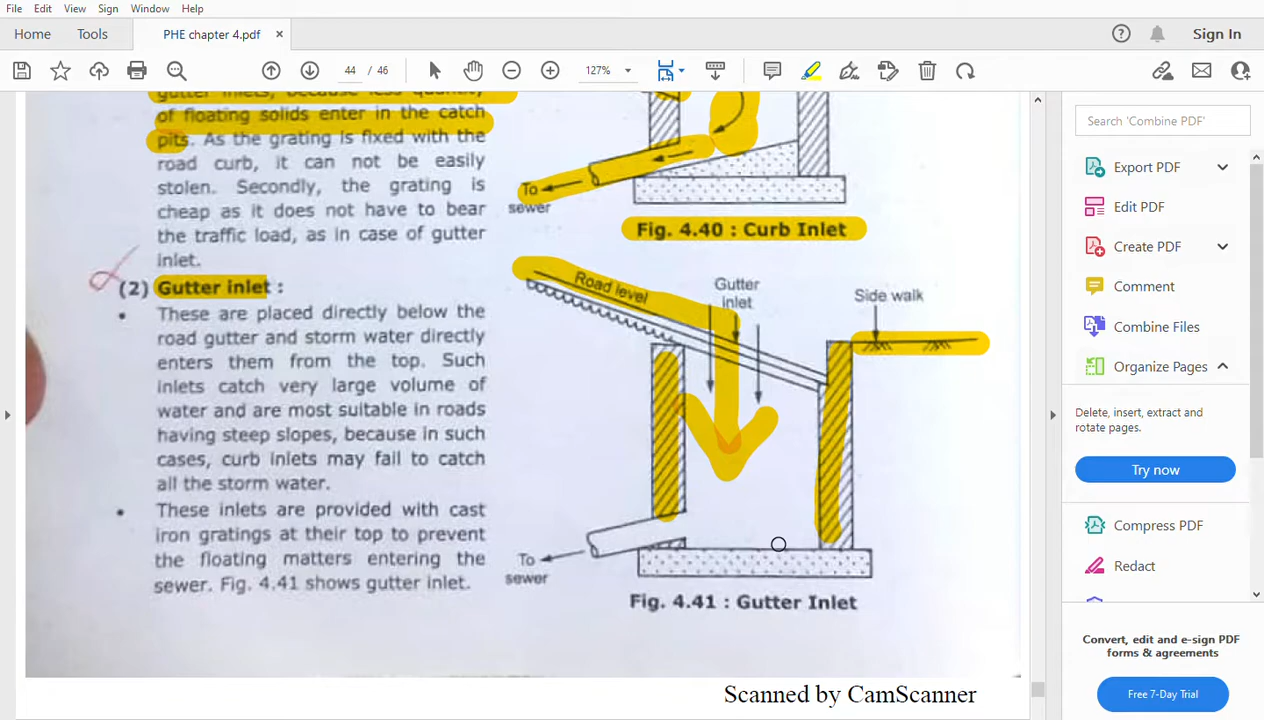 File Edit View Sign Window Help
Home Tools PHE chapter 4.pdf × Sign In
44 / 46 127%
gutter inlets, because less quantity
of floating solids enter in the catch
pits. As the grating is fixed with the
road curb, it can not be easily
stolen. Secondly, the grating is
cheap as it does not have to bear
the traffic load, as in case of gutter
inlet.
(2) Gutter inlet :
• These are placed directly below the
road gutter and storm water directly
enters them from the top. Such
inlets catch very large volume of
water and are most suitable in roads
having steep slopes, because in such
cases, curb inlets may fail to catch
all the storm water.
• These inlets are provided with cast
iron gratings at their top to prevent
the floating matters entering the
sewer. Fig. 4.41 shows gutter inlet.
To
sewer
Fig. 4.40 : Curb Inlet
Road level
Gutter
inlet
Side walk
To
sewer
Fig. 4.41 : Gutter Inlet
Scanned by CamScanner
Search 'Combine PDF'
Export PDF
Edit PDF
Create PDF
Comment
Combine Files
Organize Pages
Delete, insert, extract and
rotate pages.
Try now
Compress PDF
Redact
Convert, edit and e-sign PDF
forms & agreements
Free 7-Day Trial